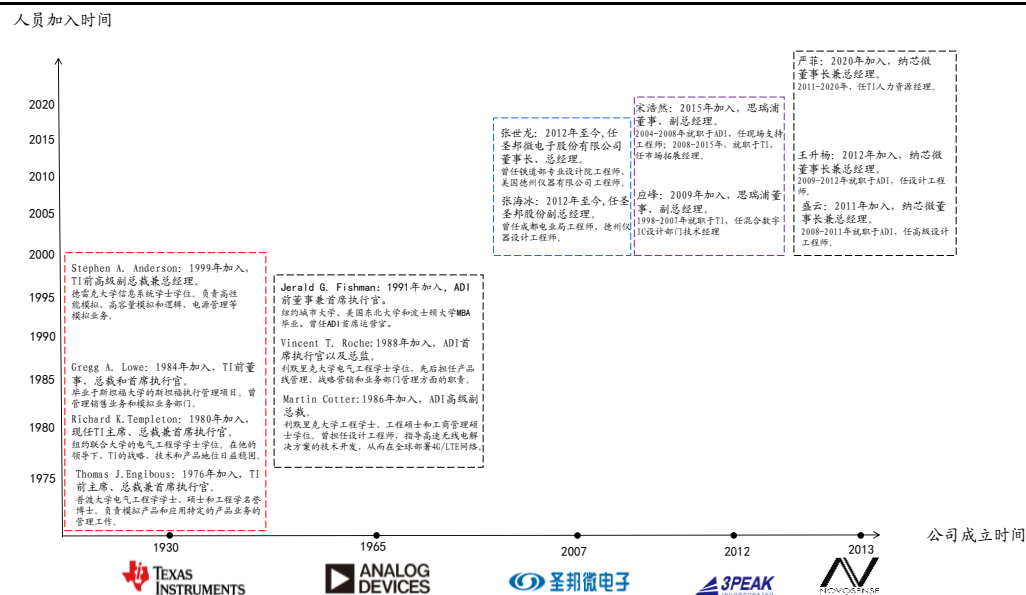 人员加入时间
2020
2015
2010
2005
2000
1995
1990
1985
1980
1975
Stephen A. Anderson: 1999年加入,
TI前高级副总裁兼总经理。
德雷克大学信息系统学士学位。负责高性
能模拟、高容量模拟和逻辑、电源管理等
模拟业务。
Gregg A. Lowe: 1984年加入, TI前董
事, 总裁和首席执行官。
毕业于斯坦福大学的斯坦福执行管理项目。曾
管理销售业务和模拟业务部门。
Richard K.Templeton: 1980年加入,
现任TI主席、总裁兼首席执行官。
纽约联合大学的电气工程学学士学位。在他的
领导下, TI的战略、技术和产品地位日益稳固。
Thomas J.Engibous: 1976年加入, TI
前主席、总裁兼首席执行官。
普渡大学电气工程学学士、硕士和工程学名誉
博士。负责模拟产品和应用特定的产品业务的
管理工作。
Jerald G. Fishman: 1991年加入, ADI
前董事兼首席执行官。
纽约城市大学、美国东北大学和波士顿大学MBA
毕业。曾任ADI首席运营官。
Vincent T. Roche: 1988年加入, ADI首
席执行官以及总监。
利默里克大学电气工程学士学位, 先后担任产品
线管理、战略营销和业务部门管理方面的职责。
Martin Cotter: 1986年加入, ADI高级副
总裁。
利默里克大学工程学士、工程硕士和工商管理硕
士学位。曾担任设计工程师, 指导高速无线电解
决方案的技术开发, 从而在全球部署4G/LTE网络。
张世龙: 2012年至今,任
圣邦微电子股份有限公司
董事长、总经理。
曾任铁道部专业设计院工程师、
美国德州仪器有限公司工程师。
张海冰: 2012年至今,任圣
圣邦股份副总经理。
曾任成都电业局工程师、德州仪
器设计工程师。
宋浩然: 2015年加入, 思瑞浦
董事、副总经理。
2004-2008年就职于ADI, 任现场支持
工程师; 2008-2015年, 就职于TI,
任市场拓展经理。
应峰: 2009年加入, 思瑞浦董
事、副总经理。
1998-2007年就职于TI, 任混合数字
IC设计部门技术经理
严菲: 2020年加入, 纳芯微
董事长兼总经理。
2011-2020年, 任TI人力资源经理。
王升杨: 2012年加入, 纳芯微
董事长兼总经理。
2009-2012年就职于ADI, 任设计工程
师。
盛云: 2011年加入, 纳芯微董
事长兼总经理。
2008-2011年就职于ADI, 任高级设计
工程师。
公司成立时间
1930
1965
2007
2012
2013
TEXAS
INSTRUMENTS
ANALOG
DEVICES
圣邦微电子
3PEAK
INCORPORATED
NOVOSENSE